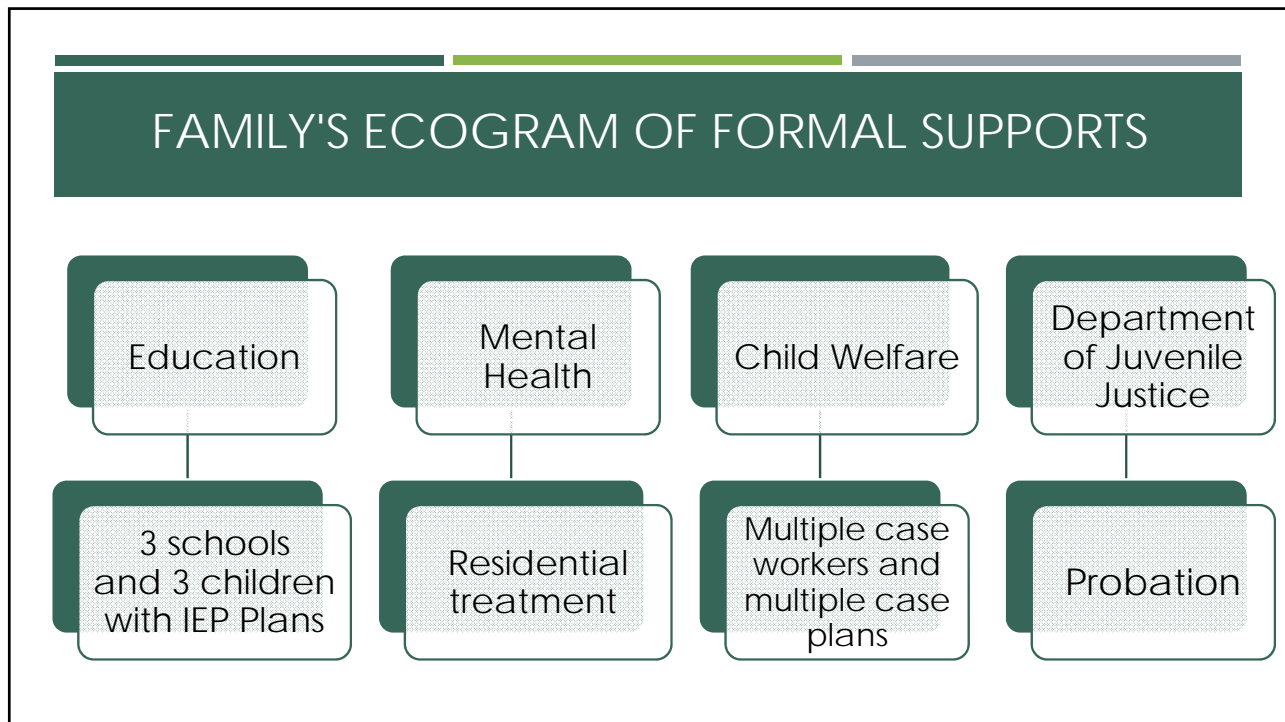 FAMILY'S ECOGRAM OF FORMAL SUPPORTS
Education
Mental
Health
Child Welfare
Department
of Juvenile
Justice
3 schools
and 3 children
with IEP Plans
Residential
treatment
Multiple case
workers and
multiple case
plans
Probation